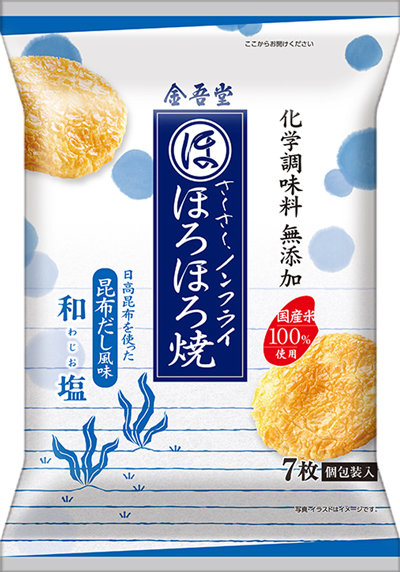 ここからお開けください
金吾堂
化学調味料 無添加
ほ
さくさく、ノンフライ
ほろほろ焼
日高昆布を使った
昆布だし風味
和塩
わじお
国産米
100%
使用
7枚 個包装入
写真・イラストはイメージです。